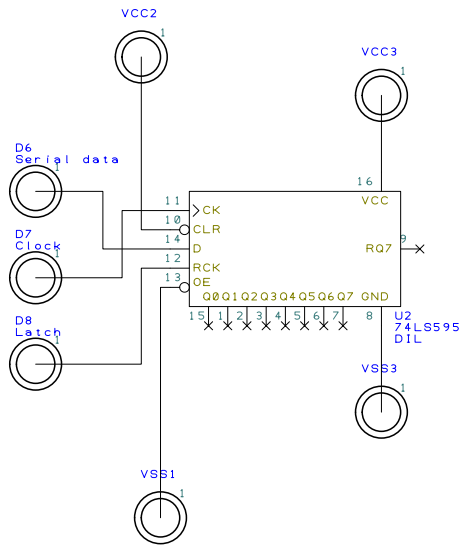 VCC2
1
VCC3
1
D6
Serial data
1
16
VCC
11
CK
10
CLR
D7
Clock
1
14
D
RQ7
9
12
RCK
13
OE
Q0 Q1 Q2 Q3 Q4 Q5 Q6 Q7 GND
15 1 2 3 4 5 6 7 8
U2
74LS595
DIL
D8
Latch
1
VSS3
1
VSS1
1